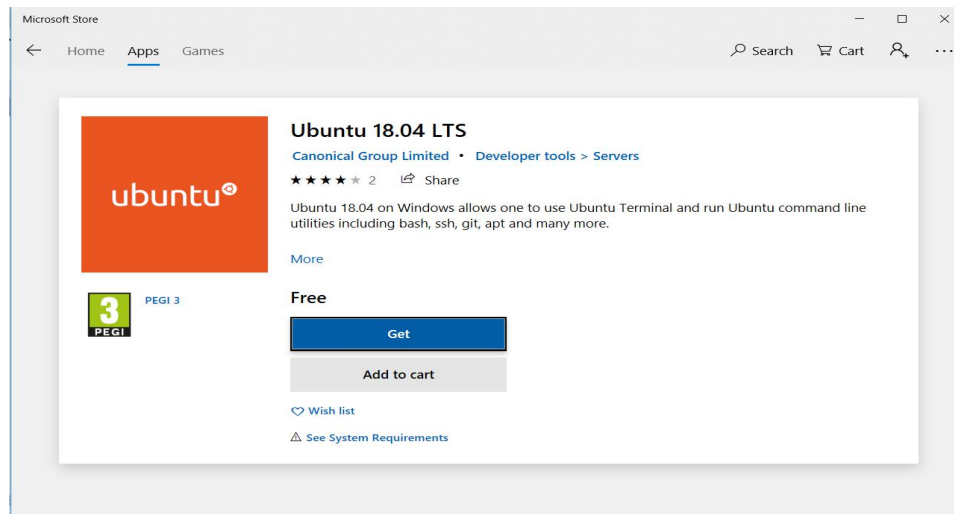 Microsoft Store
Home Apps Games Search Cart
ubuntu
Ubuntu 18.04 LTS
Canonical Group Limited • Developer tools > Servers
2 Share
Ubuntu 18.04 on Windows allows one to use Ubuntu Terminal and run Ubuntu command line
utilities including bash, ssh, git, apt and many more.
More
3
PEGI
PEGI 3
Free
Get
Add to cart
Wish list
See System Requirements